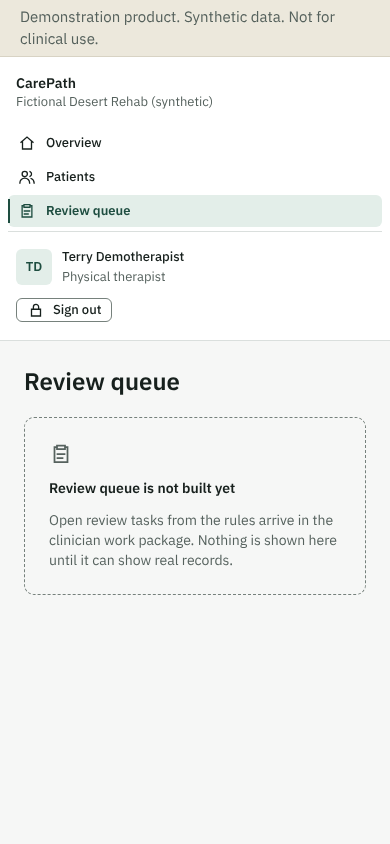 Demonstration product. Synthetic data. Not for
clinical use.
CarePath
Fictional Desert Rehab (synthetic)
Overview
Patients
Review queue
TD
Terry Demotherapist
Physical therapist
Sign out
Review queue
Review queue is not built yet
Open review tasks from the rules arrive in the
clinician work package. Nothing is shown here
until it can show real records.